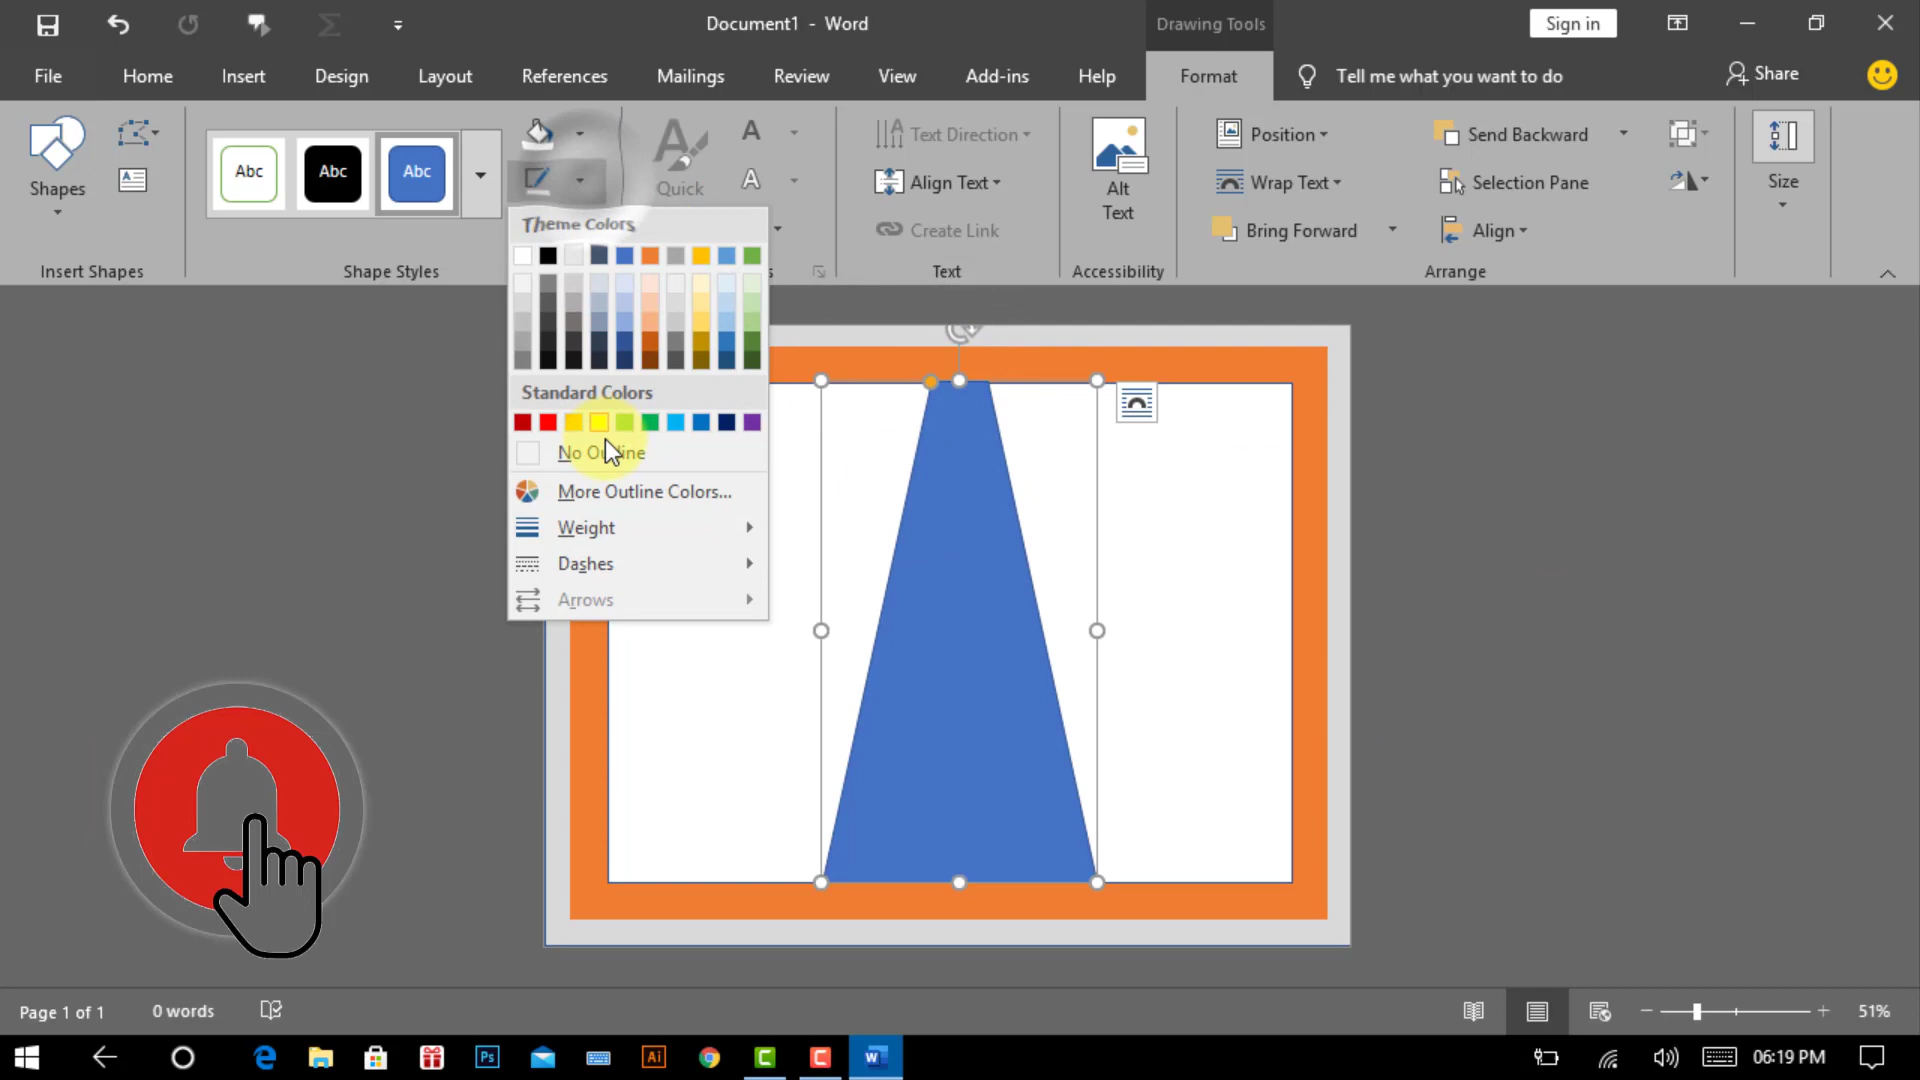 Document1 - Word
Drawing Tools
Sign in
File
Home
Insert
Design
Layout
References
Mailings
Review
View
Add-ins
Help
Format
Tell me what you want to do
Share
Shapes
Insert Shapes
Abc
Abc
Abc
Shape Styles
Quick
Text Direction
Align Text
Create Link
Text
Alt
Text
Accessibility
Position
Wrap Text
Bring Forward
Send Backward
Selection Pane
Align
Arrange
Size
Theme Colors
Standard Colors
No Outline
More Outline Colors...
Weight
Dashes
Arrows
Page 1 of 1
0 words
51%
Ps
Ai
06:19 PM